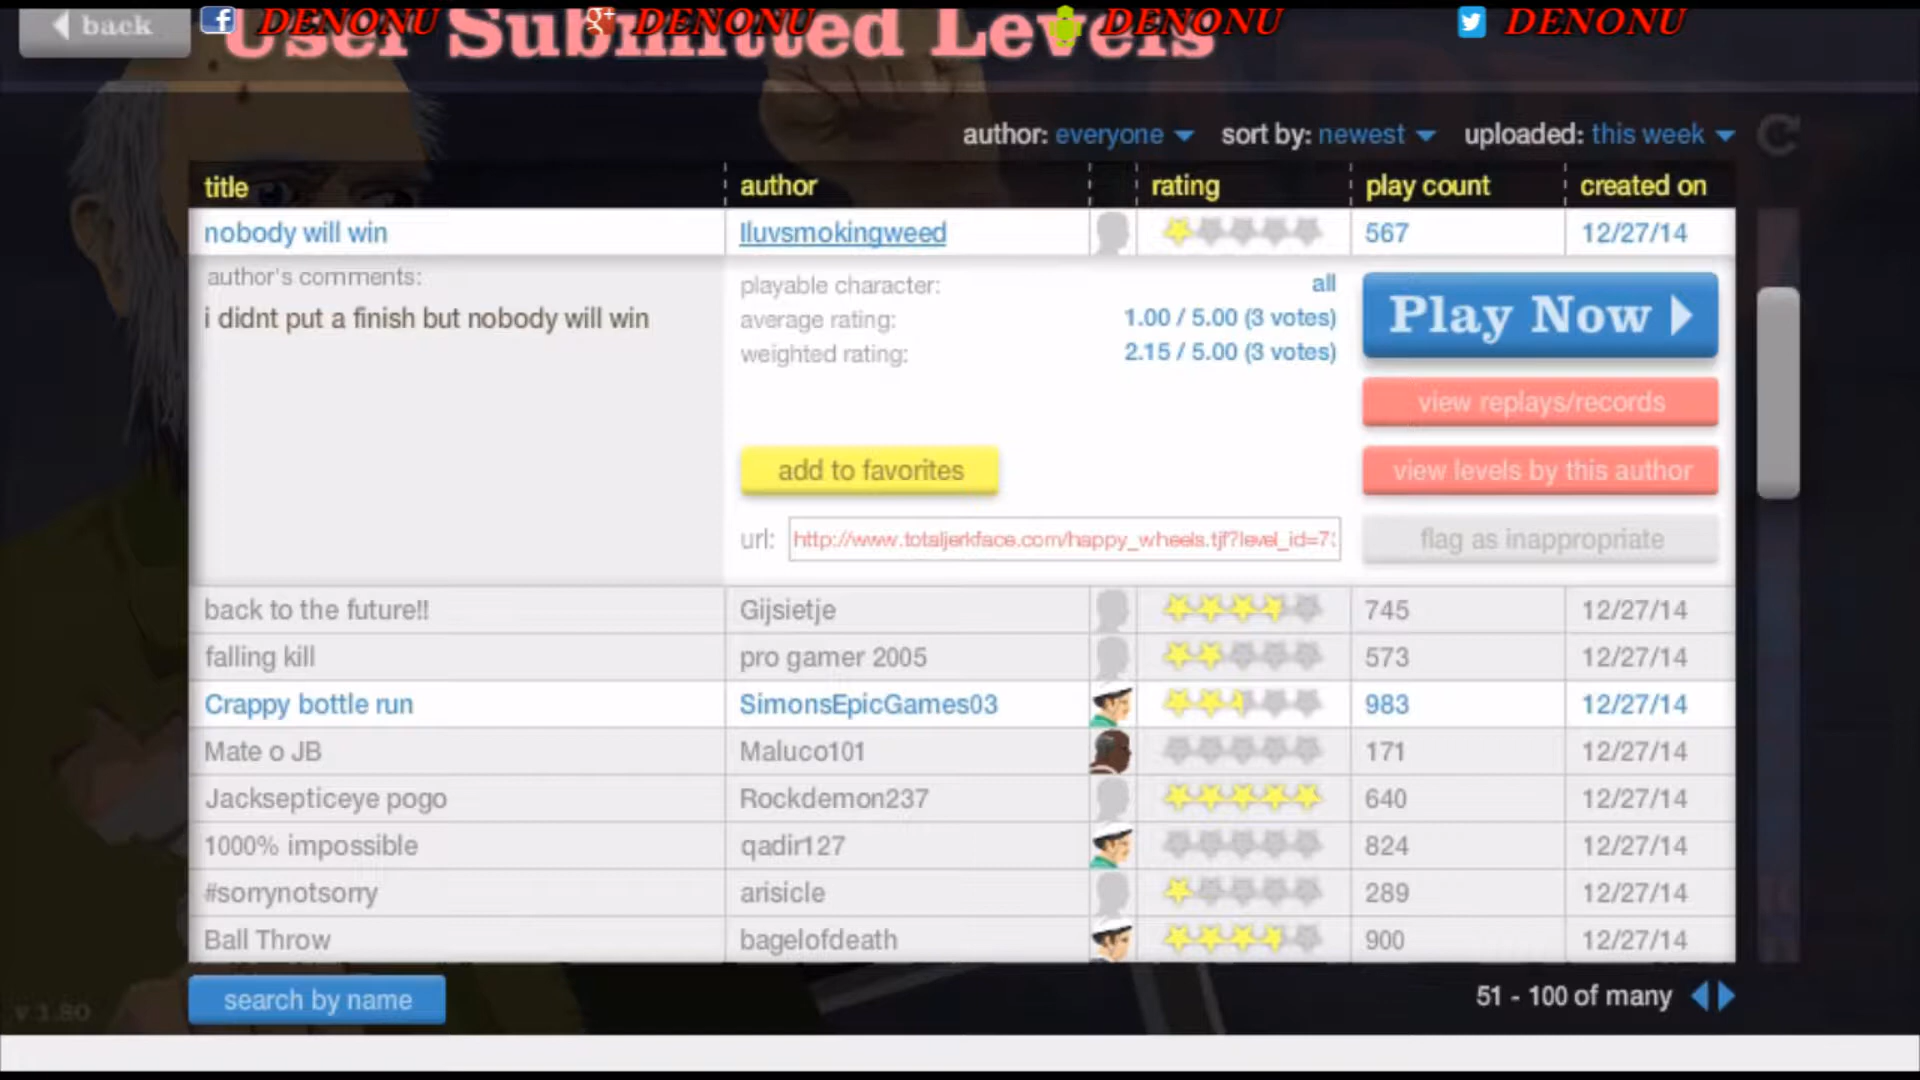 back
DENONU
DENONU
DENONU
DENONU
User Submitted Levels
author: everyone sort by: newest uploaded: this week
title author rating play count created on
nobody will win Iluvsmokingweed 567 12/27/14
author's comments:
i didnt put a finish but nobody will win
playable character: all
average rating: 1.00 / 5.00 (3 votes)
weighted rating: 2.15 / 5.00 (3 votes)
Play Now
view replays/records
add to favorites
view levels by this author
url: http://www.totaljerkface.com/happy_wheels.tjf?level_id=7
flag as inappropriate
back to the future!! Gijsietje 745 12/27/14
falling kill pro gamer 2005 573 12/27/14
Crappy bottle run SimonsEpicGames03 983 12/27/14
Mate o JB Maluco101 171 12/27/14
Jacksepticeye pogo Rockdemon237 640 12/27/14
1000% impossible qadir127 824 12/27/14
#sorrynotsorry arisicle 289 12/27/14
Ball Throw bagelofdeath 900 12/27/14
search by name
51 - 100 of many
v 1.80